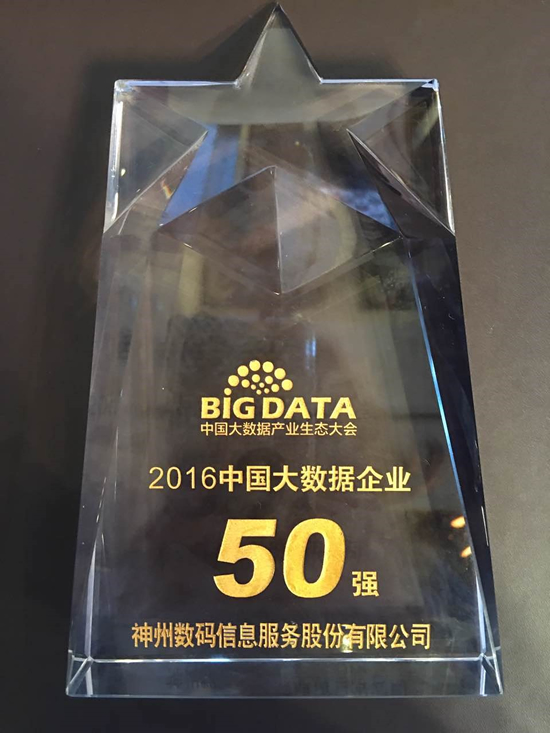 BIG DATA
中国大数据产业生态大会
2016中国大数据企业
50强
神州数码信息服务股份有限公司